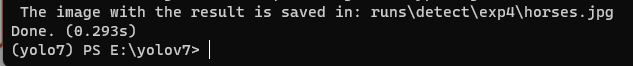 The image with the result is saved in: runs\detect\exp4\horses.jpg
Done. (0.293s)
(yolo7) PS E:\yolov7>